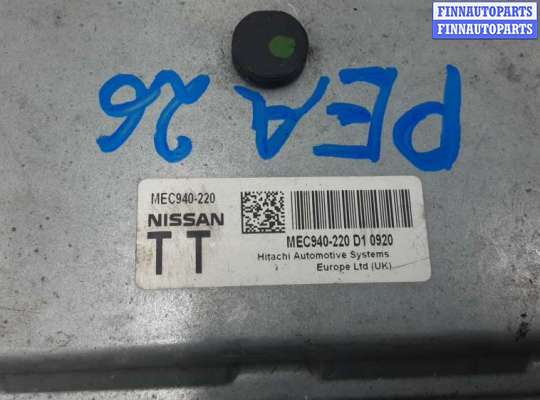 FINNAUTOPARTS
FINNAUTOPARTS
PEA 26
MEC940-220
NISSAN
TT
MEC940-220 D1 0920
Hitachi Automotive Systems
Europe Ltd (UK)